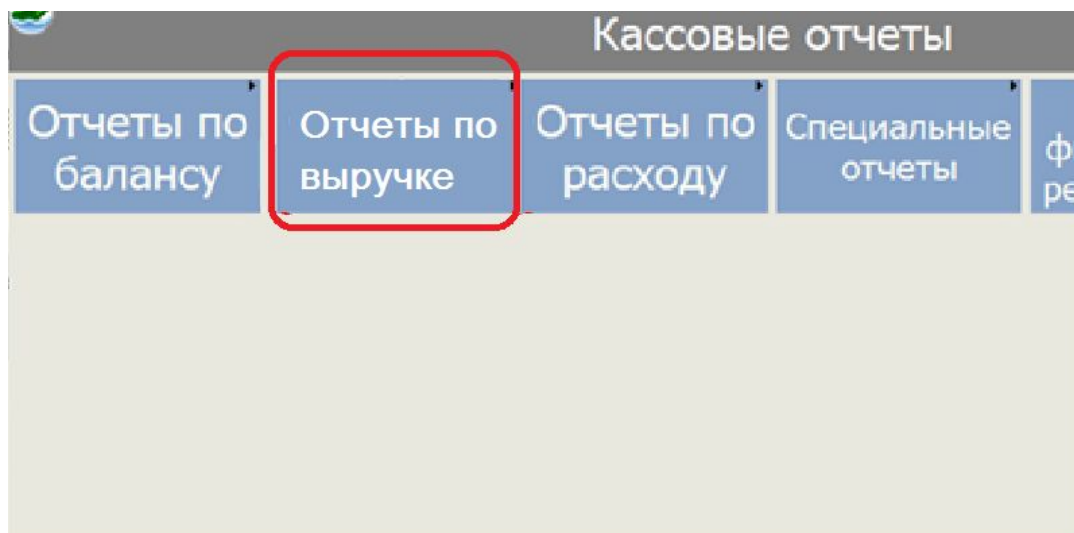 Кассовые отчеты
Отчеты по
балансу
Отчеты по
выручке
Отчеты по
расходу
Специальные
отчеты